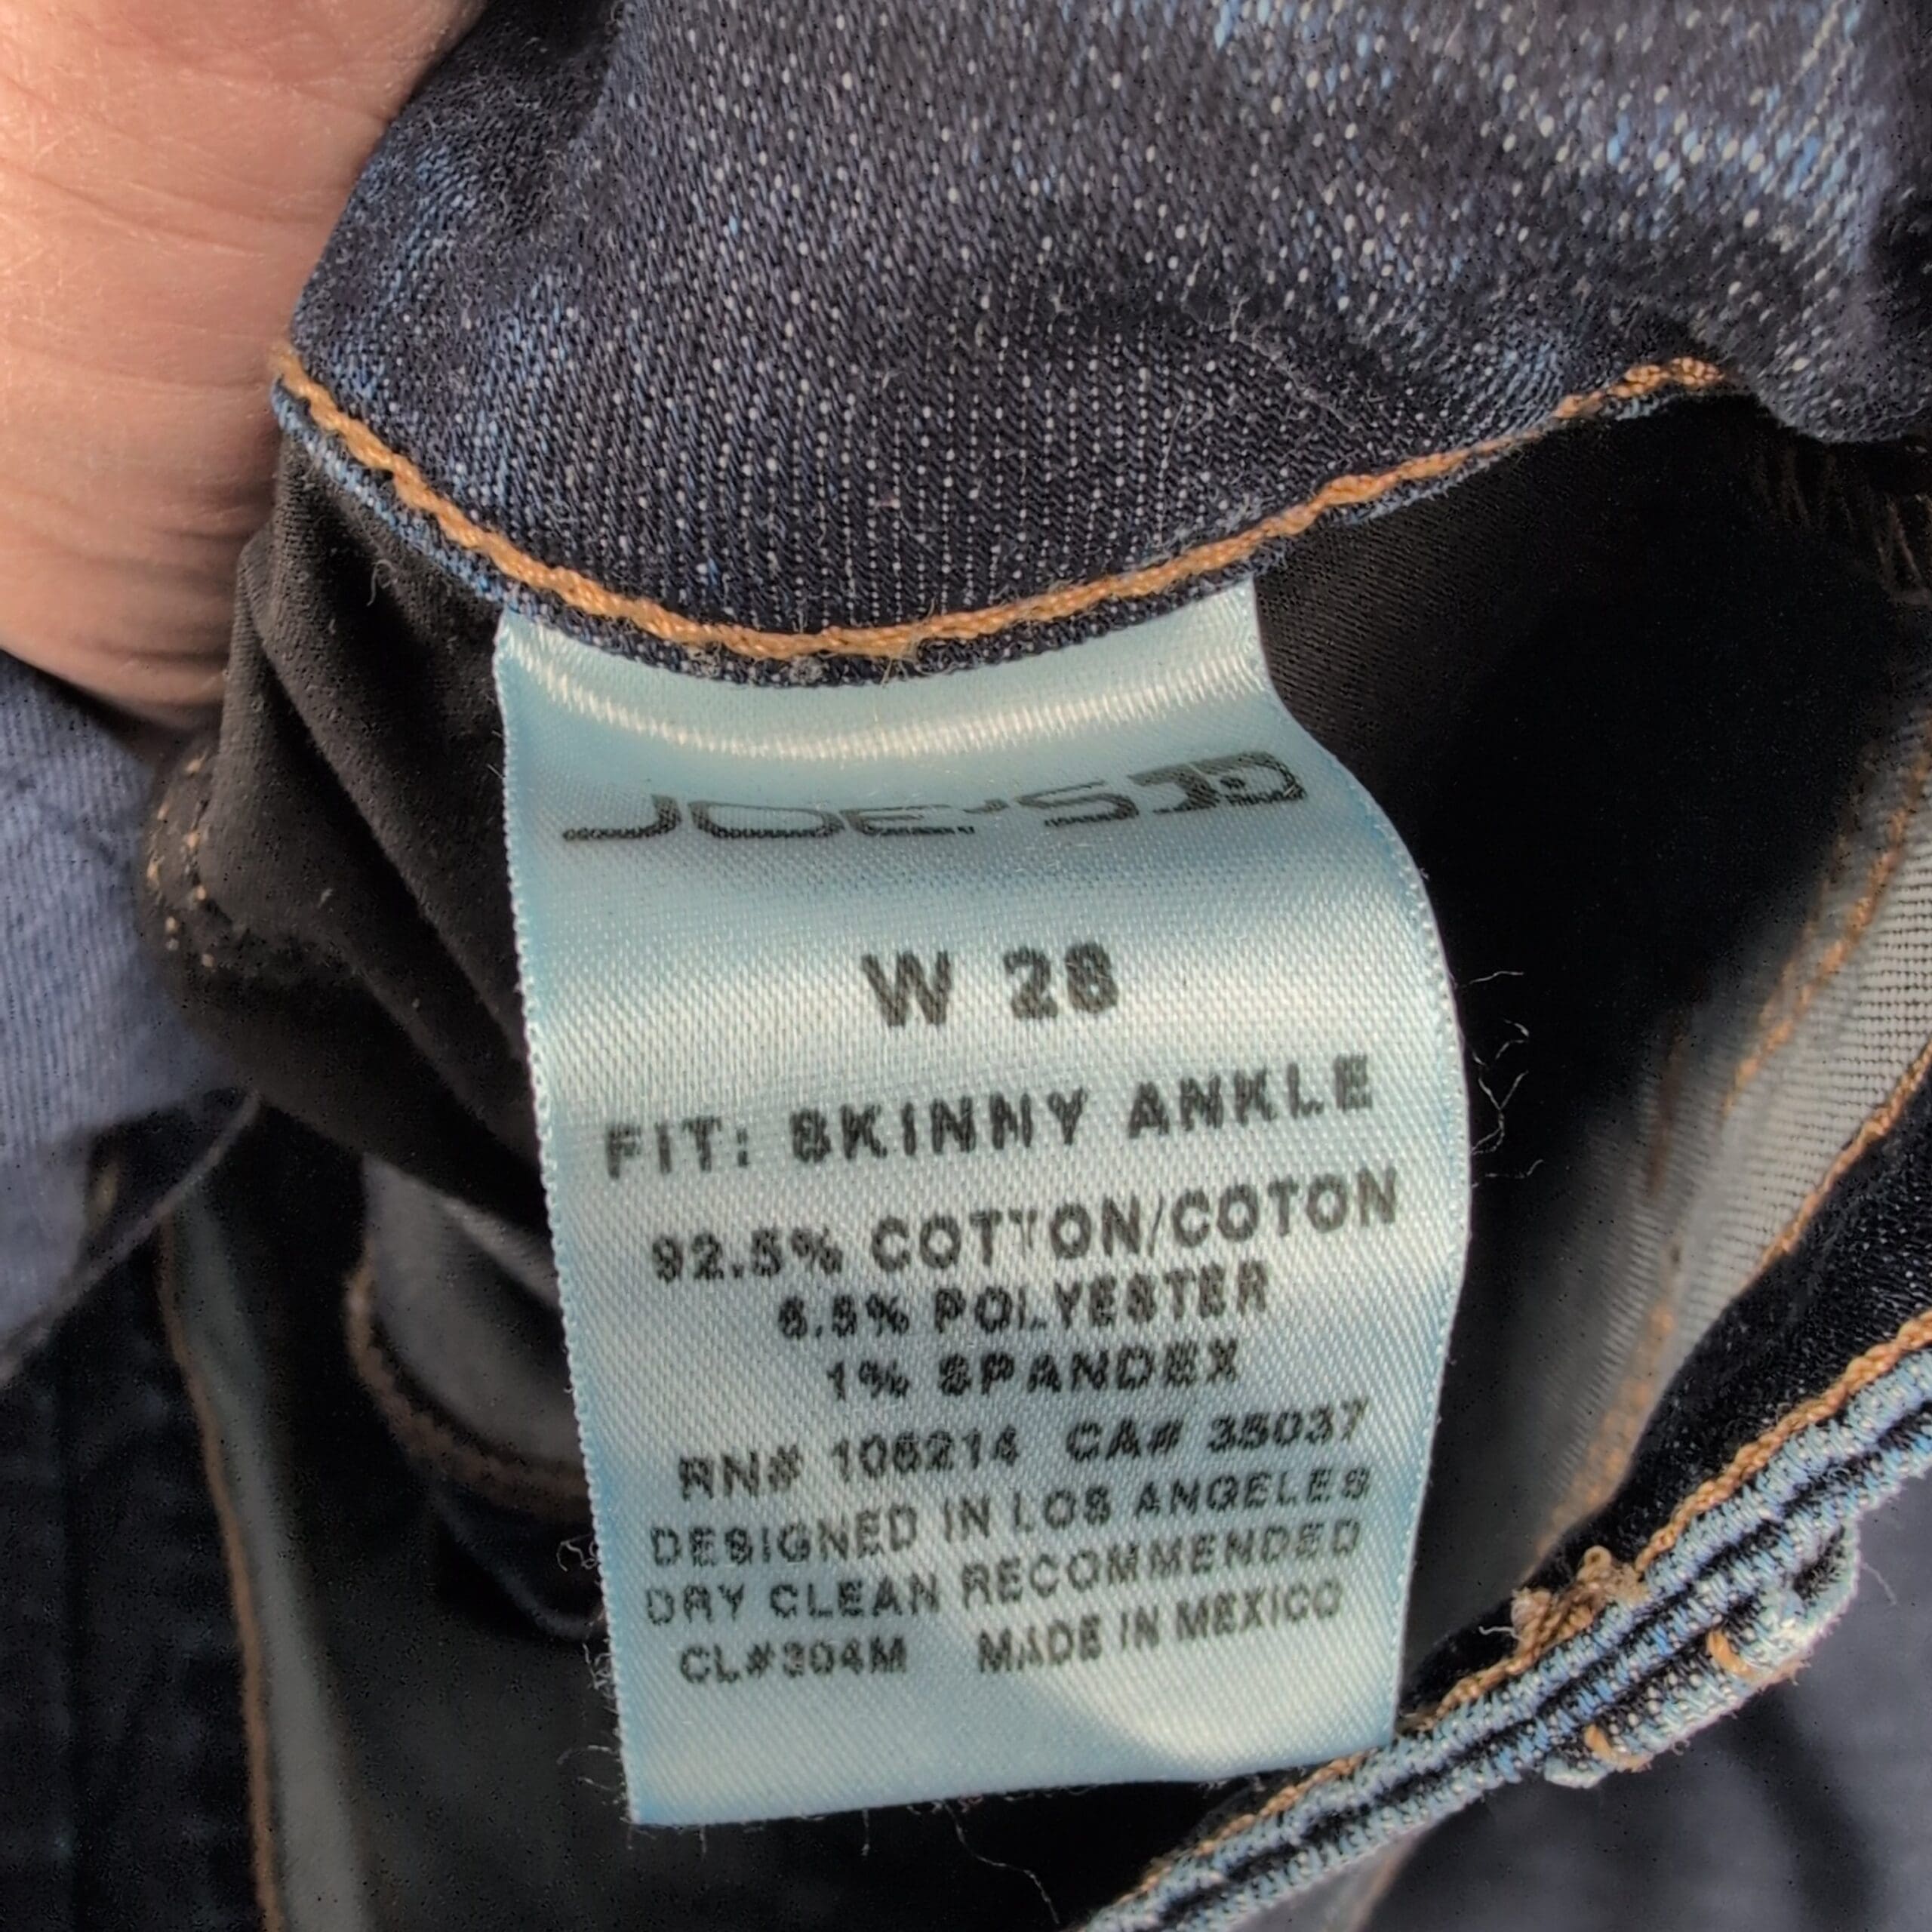 JOE'S JD
W 28
FIT: SKINNY ANKLE
92.5% COTTON/COTON
6.5% POLYESTER
1% SPANDEX
RN# 106214 CA# 35037
DESIGNED IN LOS ANGELES
DRY CLEAN RECOMMENDED
CL#304M MADE IN MEXICO